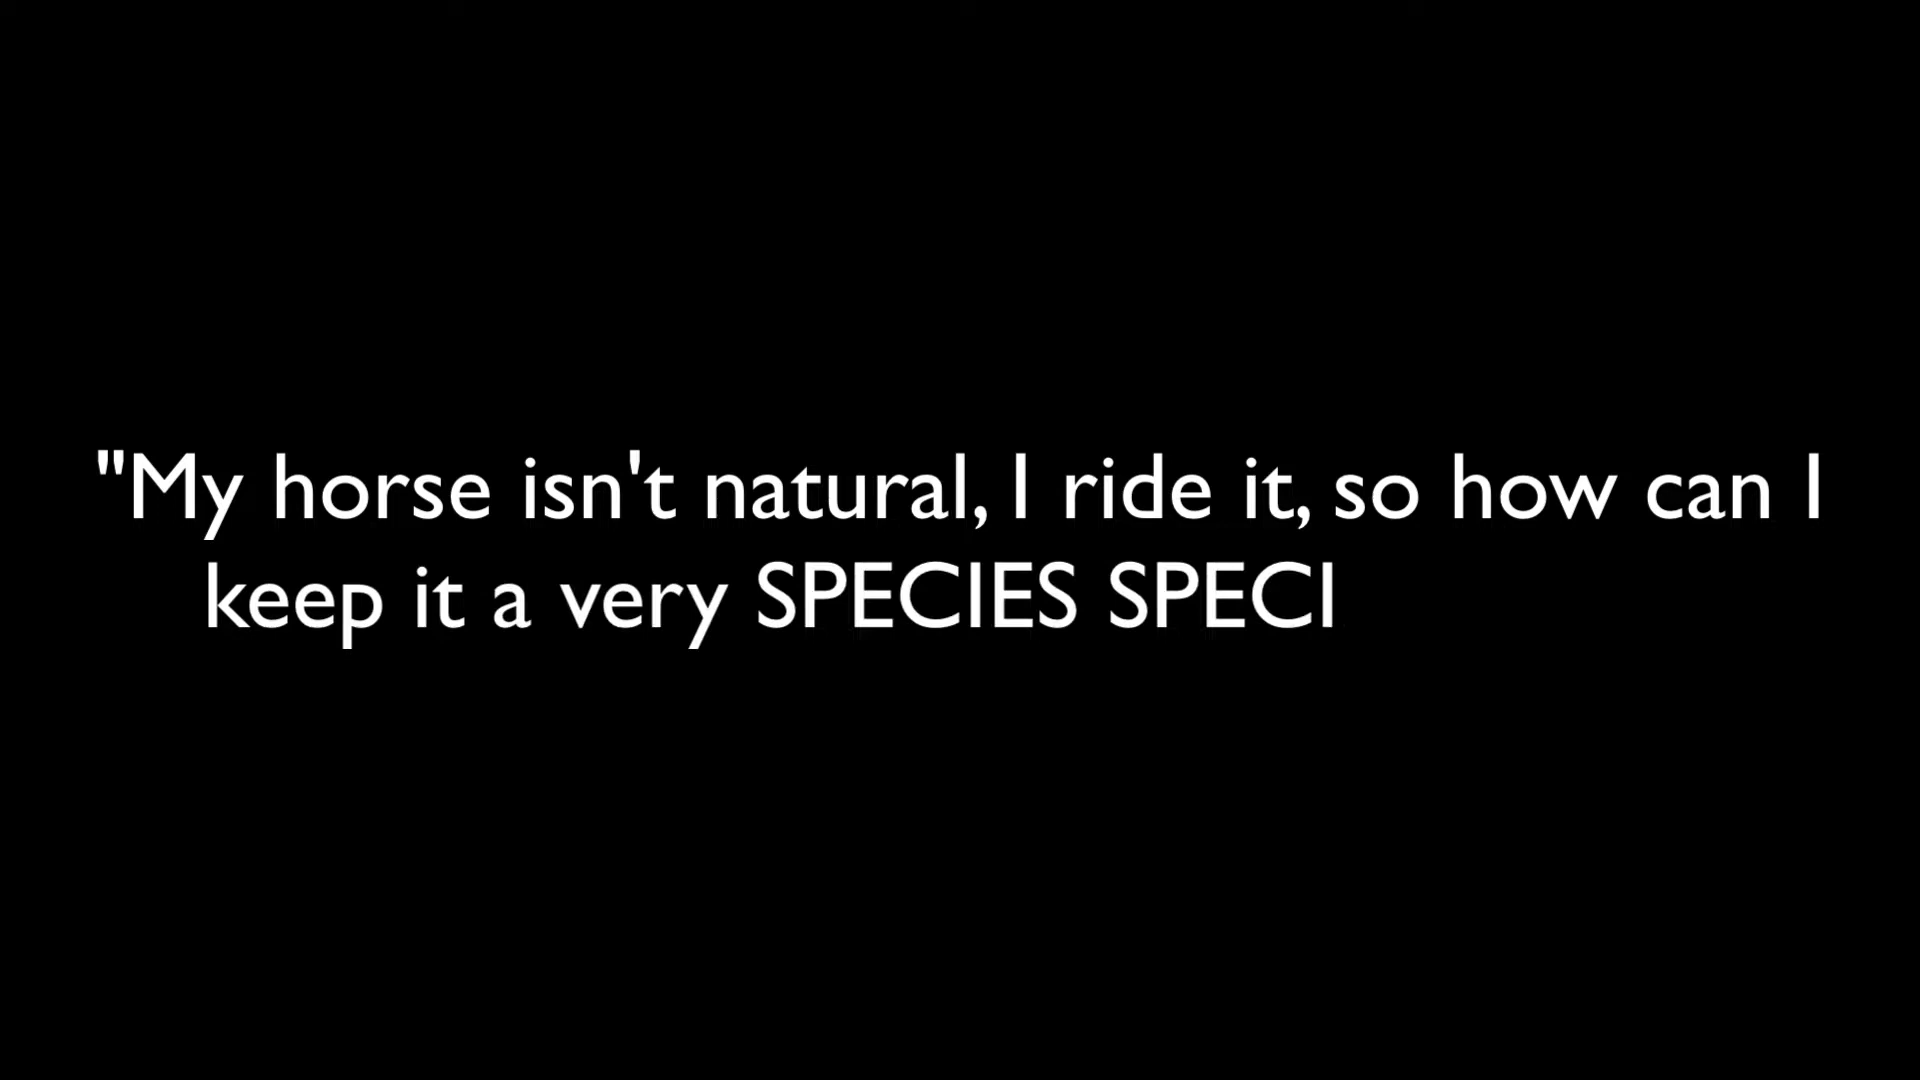 "My horse isn't natural, I ride it, so how can I
keep it a very SPECIES SPECI